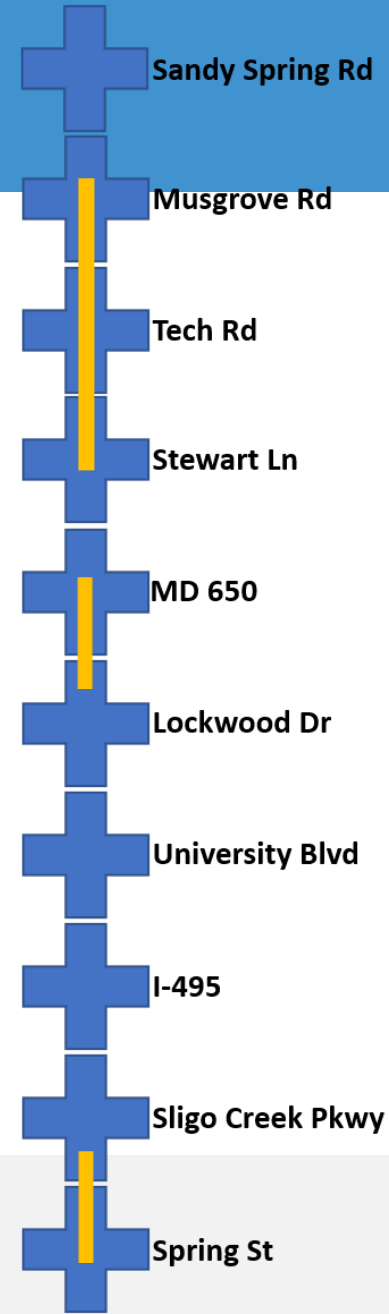 Sandy Spring Rd
Musgrove Rd
Tech Rd
Stewart Ln
MD 650
Lockwood Dr
University Blvd
I-495
Sligo Creek Pkwy
Spring St